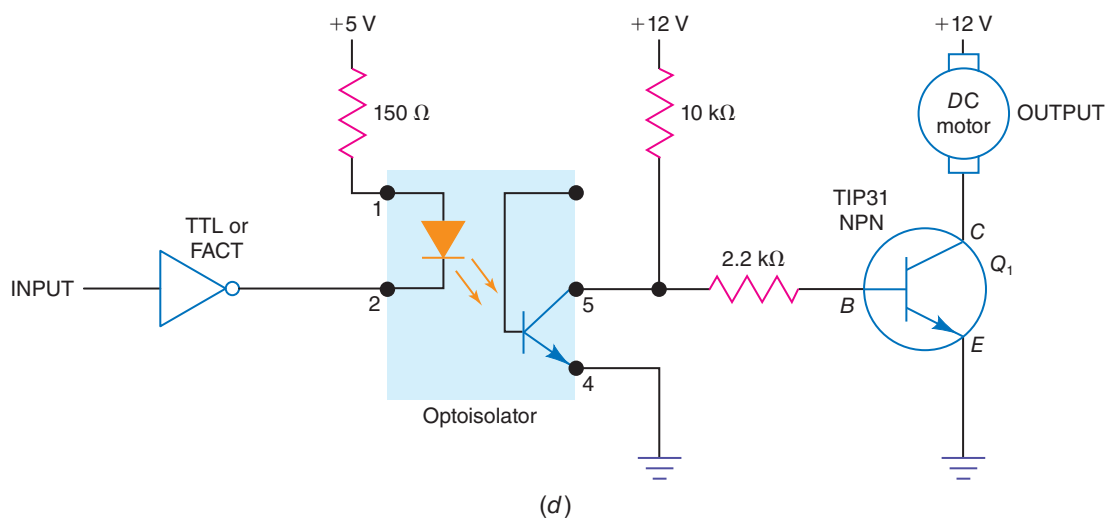 +5 V
+12 V
+12 V
150 Ω
10 kΩ
DC
motor
OUTPUT
TTL or
FACT
1
TIP31
NPN
C
Q1
2.2 kΩ
INPUT
2
5
B
E
4
Optoisolator
(d)